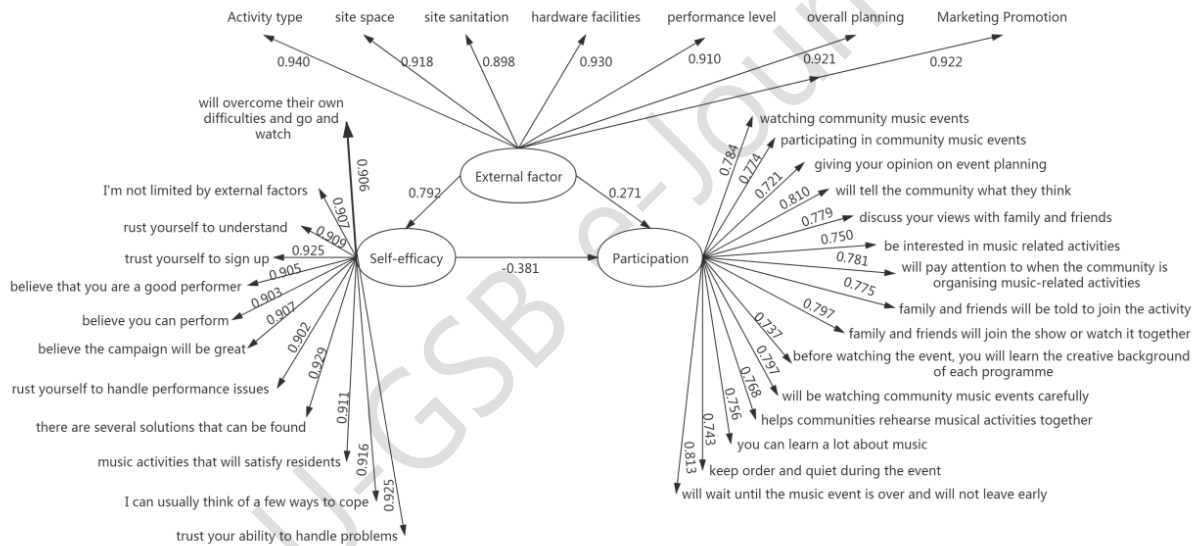 Activity type
site space
site sanitation
hardware facilities
performance level
overall planning
Marketing Promotion
0.940
0.918
0.898
0.930
0.910
0.921
0.922
will overcome their own
difficulties and go and
watch
0.906
External factor
0.792
0.271
Self-efficacy
-0.381
Participation
I'm not limited by external factors
0.907
rust yourself to understand
0.909
trust yourself to sign up
0.925
believe that you are a good performer
0.905
believe you can perform
0.903
believe the campaign will be great
0.907
rust yourself to handle performance issues
0.902
there are several solutions that can be found
0.929
music activities that will satisfy residents
0.911
I can usually think of a few ways to cope
0.916
trust your ability to handle problems
0.925
watching community music events
0.784
participating in community music events
0.774
giving your opinion on event planning
0.721
will tell the community what they think
0.810
discuss your views with family and friends
0.779
be interested in music related activities
0.750
will pay attention to when the community is
organising music-related activities
0.781
family and friends will be told to join the activity
0.775
family and friends will join the show or watch it together
0.797
before watching the event, you will learn the creative background
of each programme
0.737
will be watching community music events carefully
0.797
helps communities rehearse musical activities together
0.768
you can learn a lot about music
0.756
keep order and quiet during the event
0.743
will wait until the music event is over and will not leave early
0.813
-GSB e-Journ